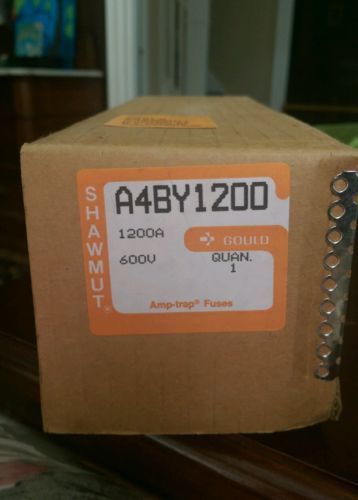 SHAWMUT®
A4BY1200
1200A
GOULD
600V
QUAN.
1
Amp-trap® Fuses